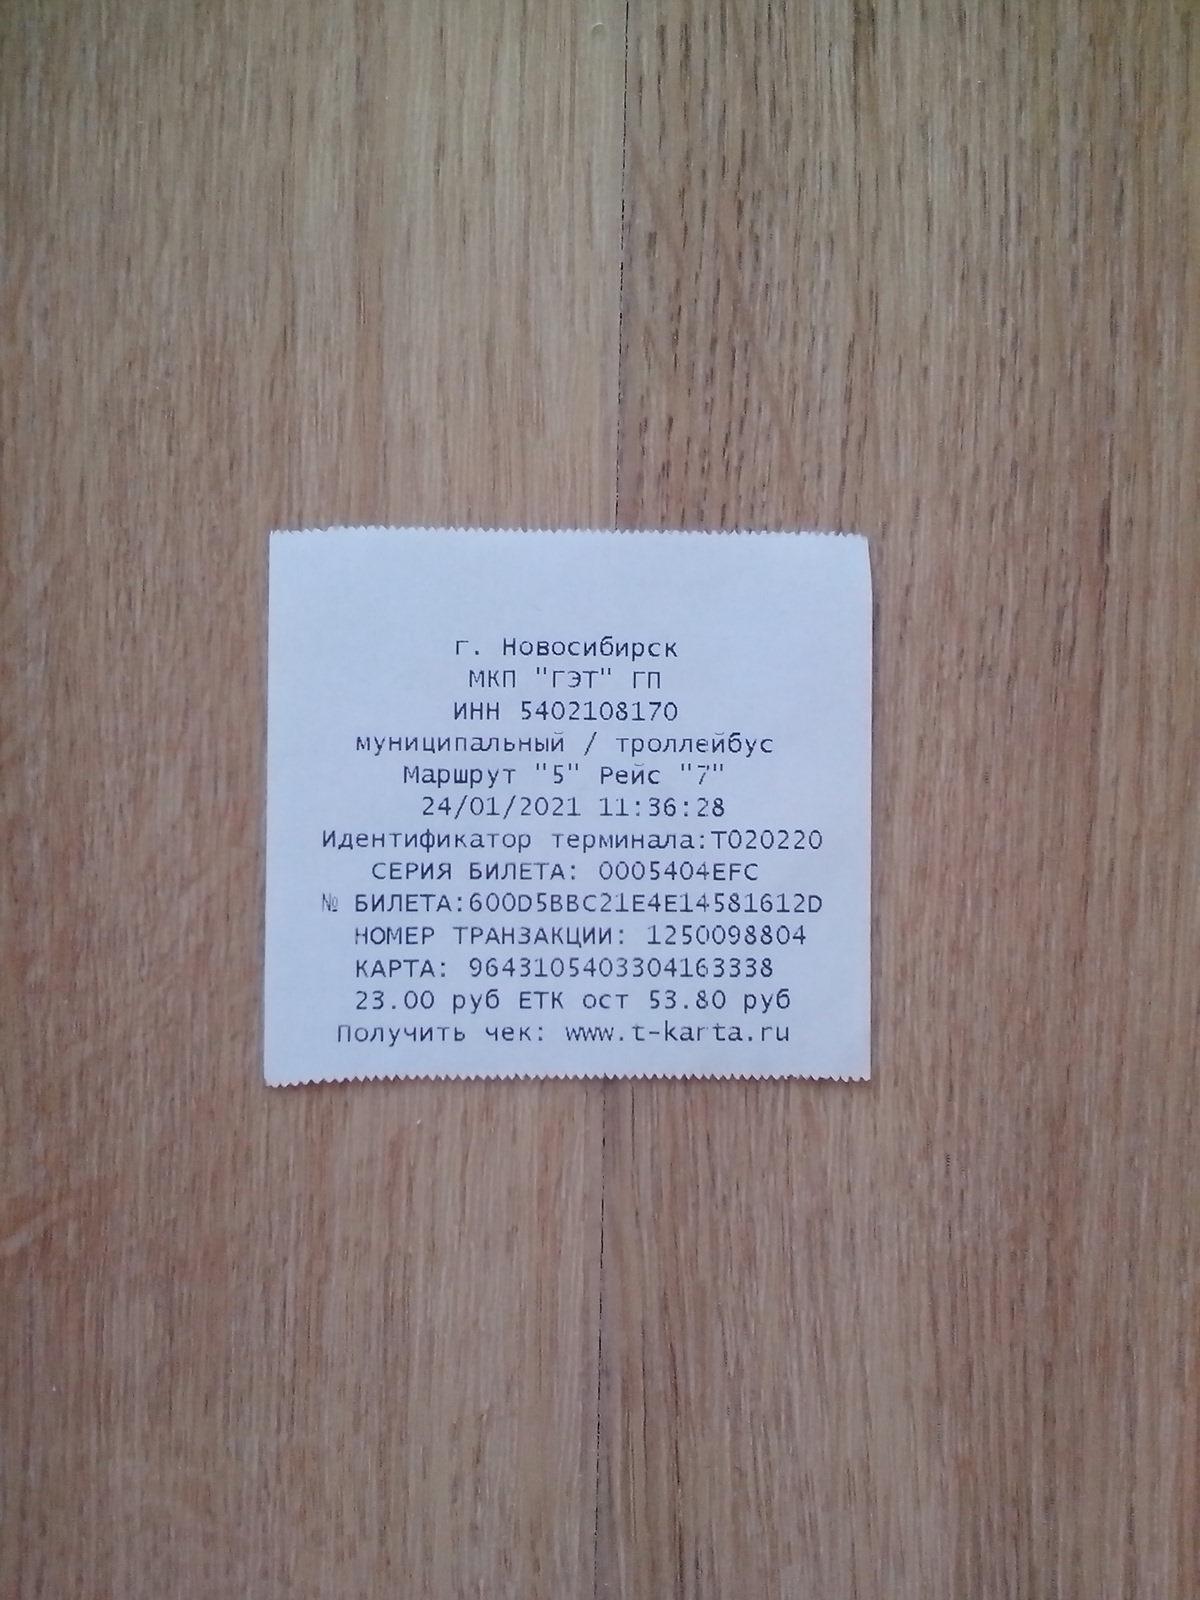 г. Новосибирск
МКП "ГЭТ" ГП
ИНН 5402108170
муниципальный / троллейбус
Маршрут "5" Рейс "7"
24/01/2021 11:36:28
Идентификатор терминала:T020220
СЕРИЯ БИЛЕТА: 0005404EFC
№ БИЛЕТА:600D5BBC21E4E14581612D
НОМЕР ТРАНЗАКЦИИ: 1250098804
КАРТА: 9643105403304163338
23.00 руб ЕТК ост 53.80 руб
Получить чек: www.t-karta.ru